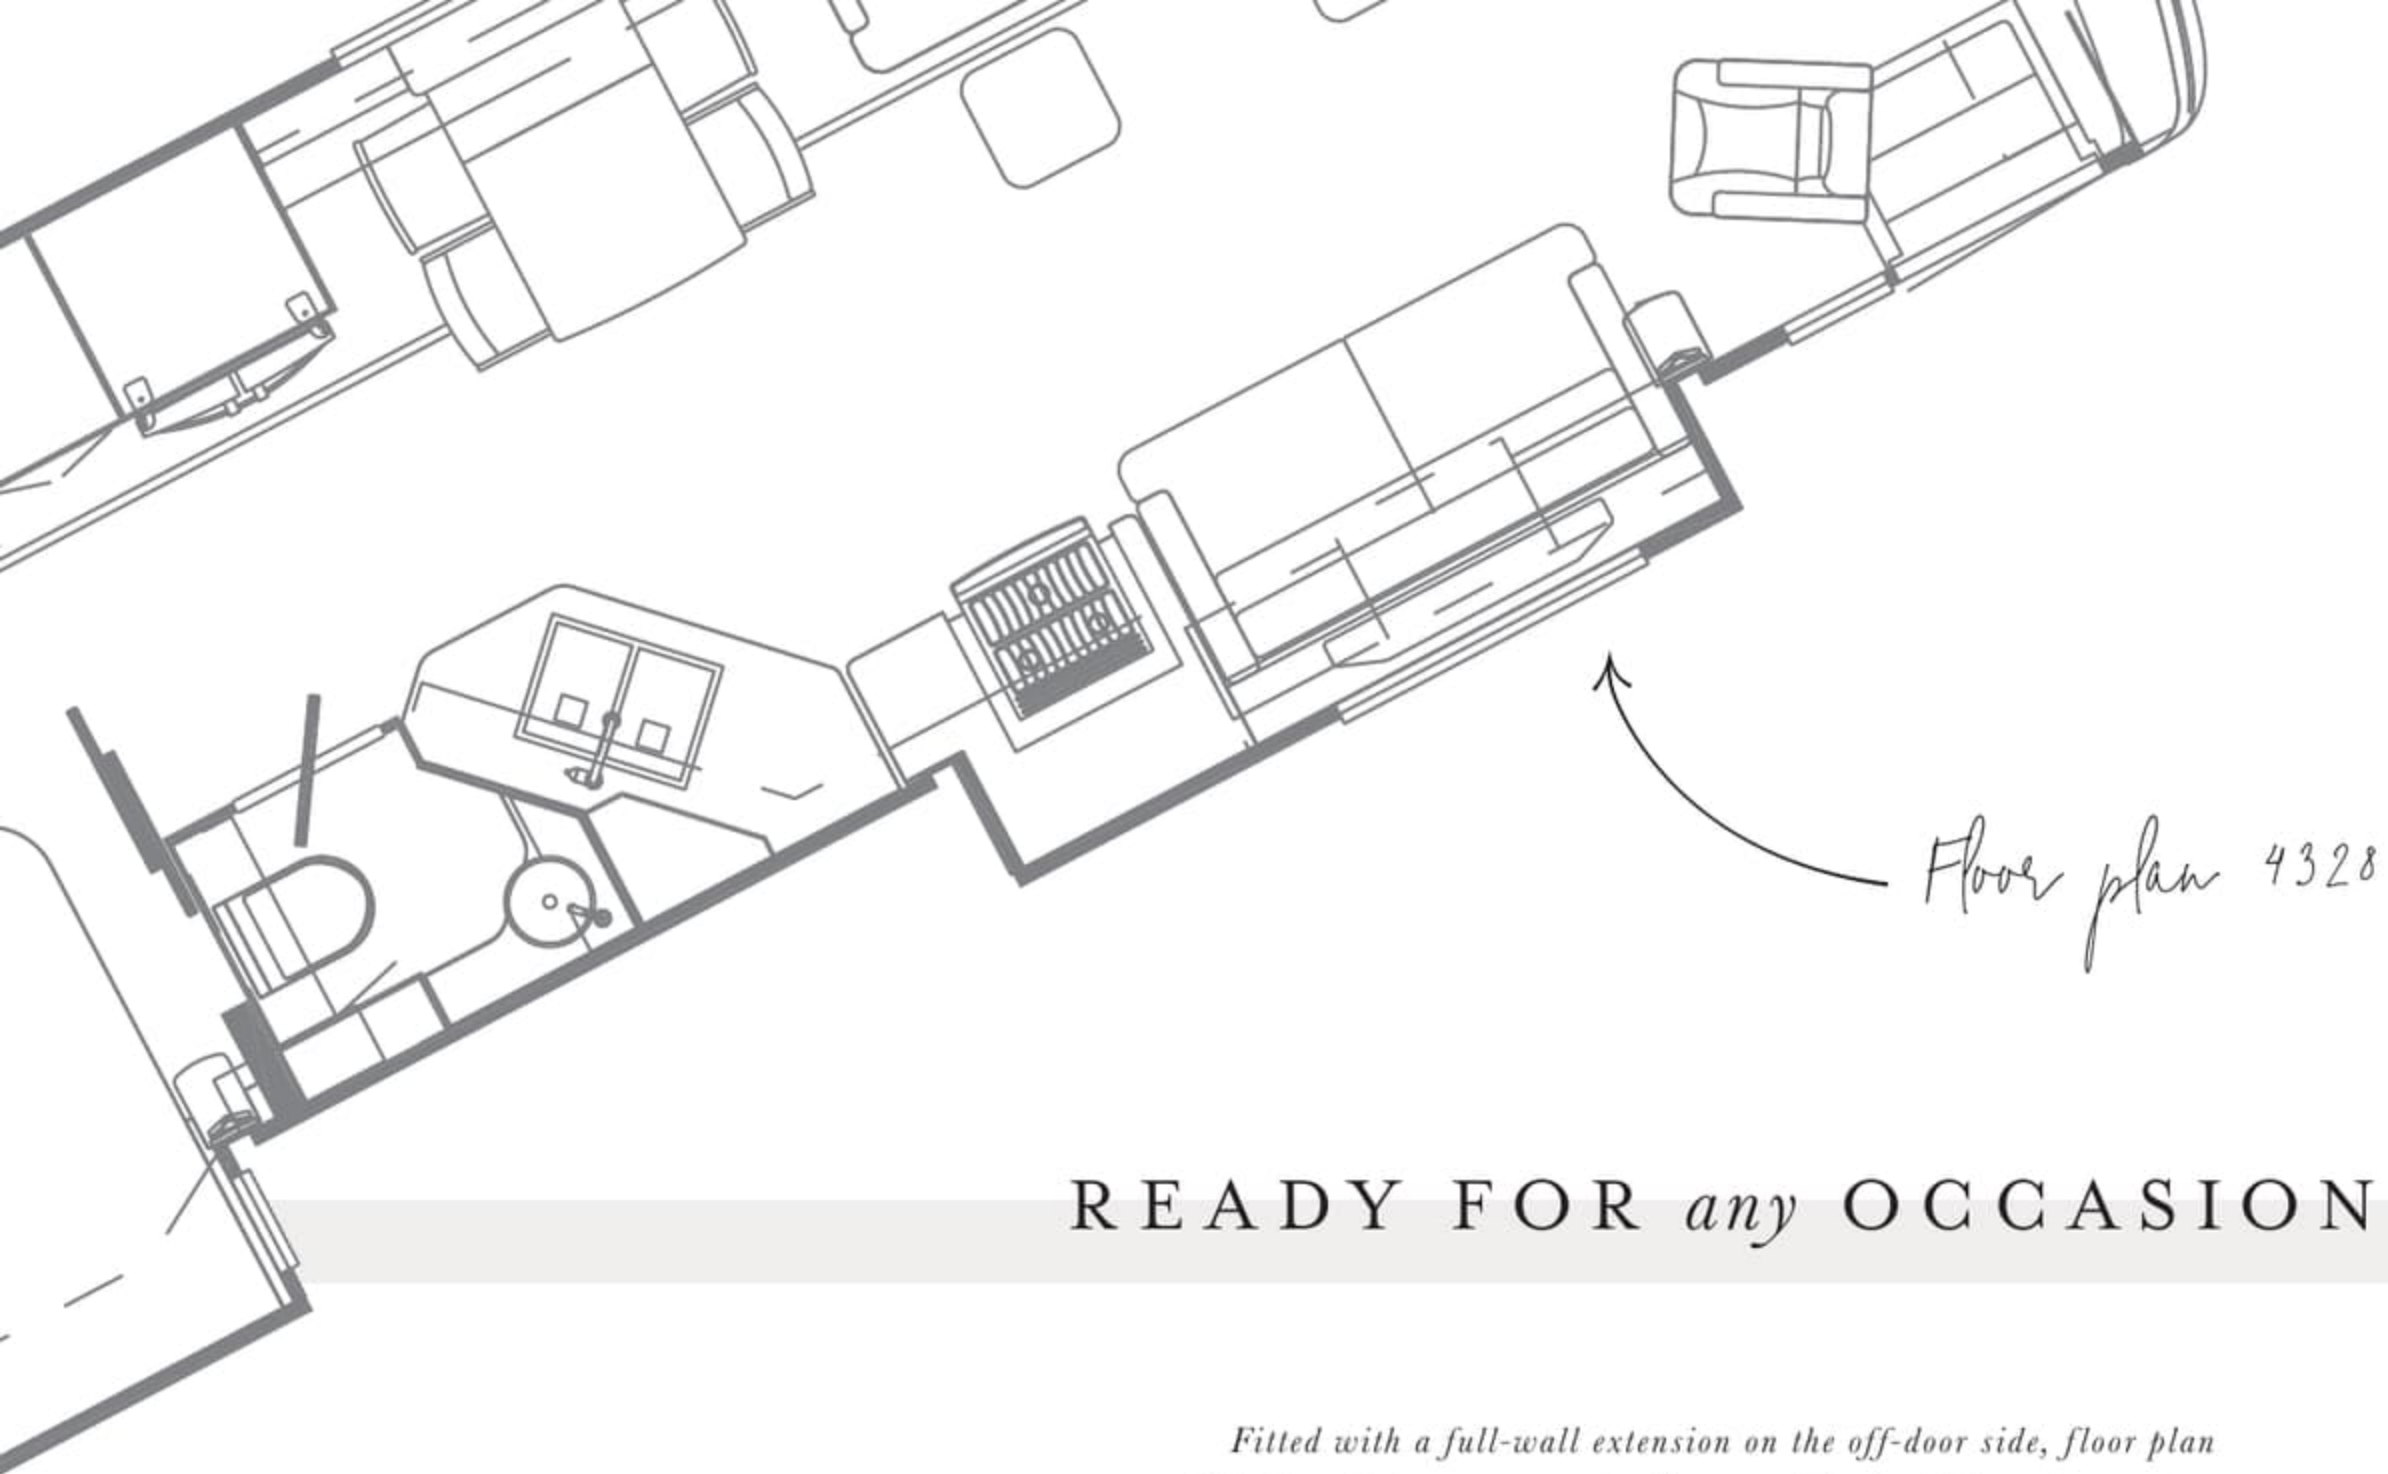 Floor plan 4328
READY FOR any OCCASION
Fitted with a full-wall extension on the off-door side, floor plan